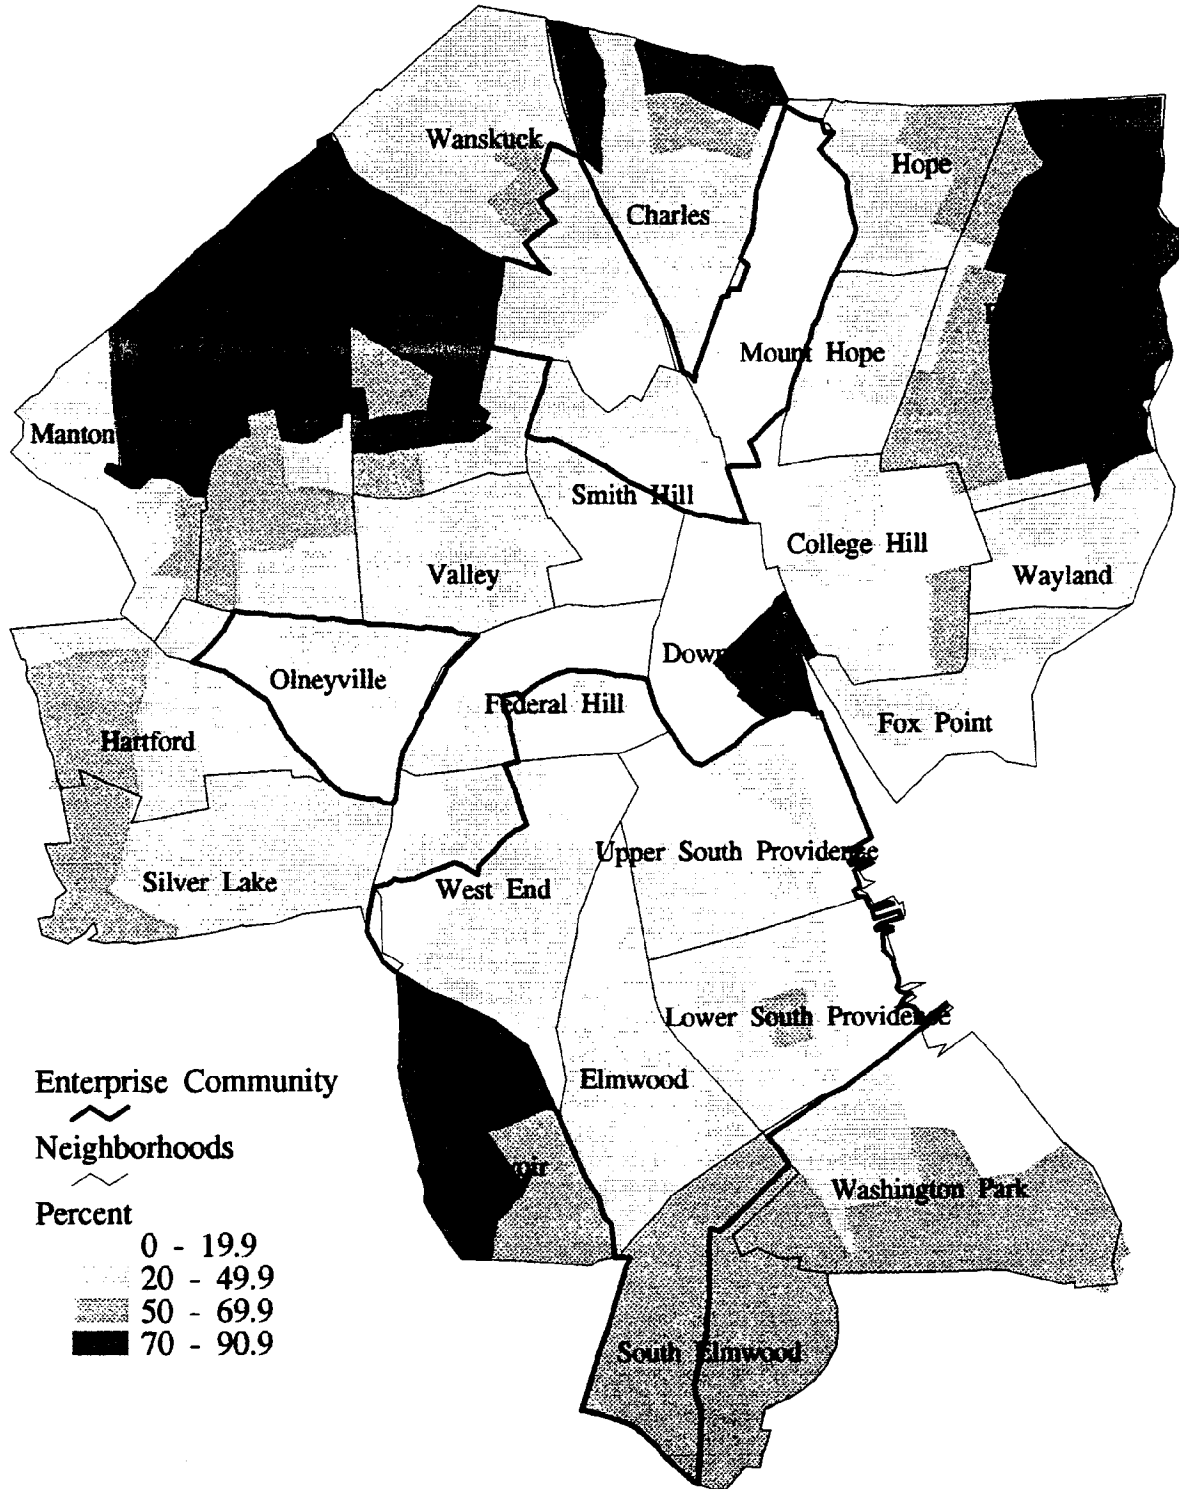 Wanskuck
Hope
Charles
Mount Hope
Manton
Smith Hill
College Hill
Valley
Wayland
Olneyville
Down
Federal Hill
Fox Point
Hartford
Upper South Providence
Silver Lake
West End
Lower South Providence
Elmwood
Enterprise Community
Neighborhoods
voir
Washington Park
Percent
0 - 19.9
20 - 49.9
50 - 69.9
70 - 90.9
South Elmwood